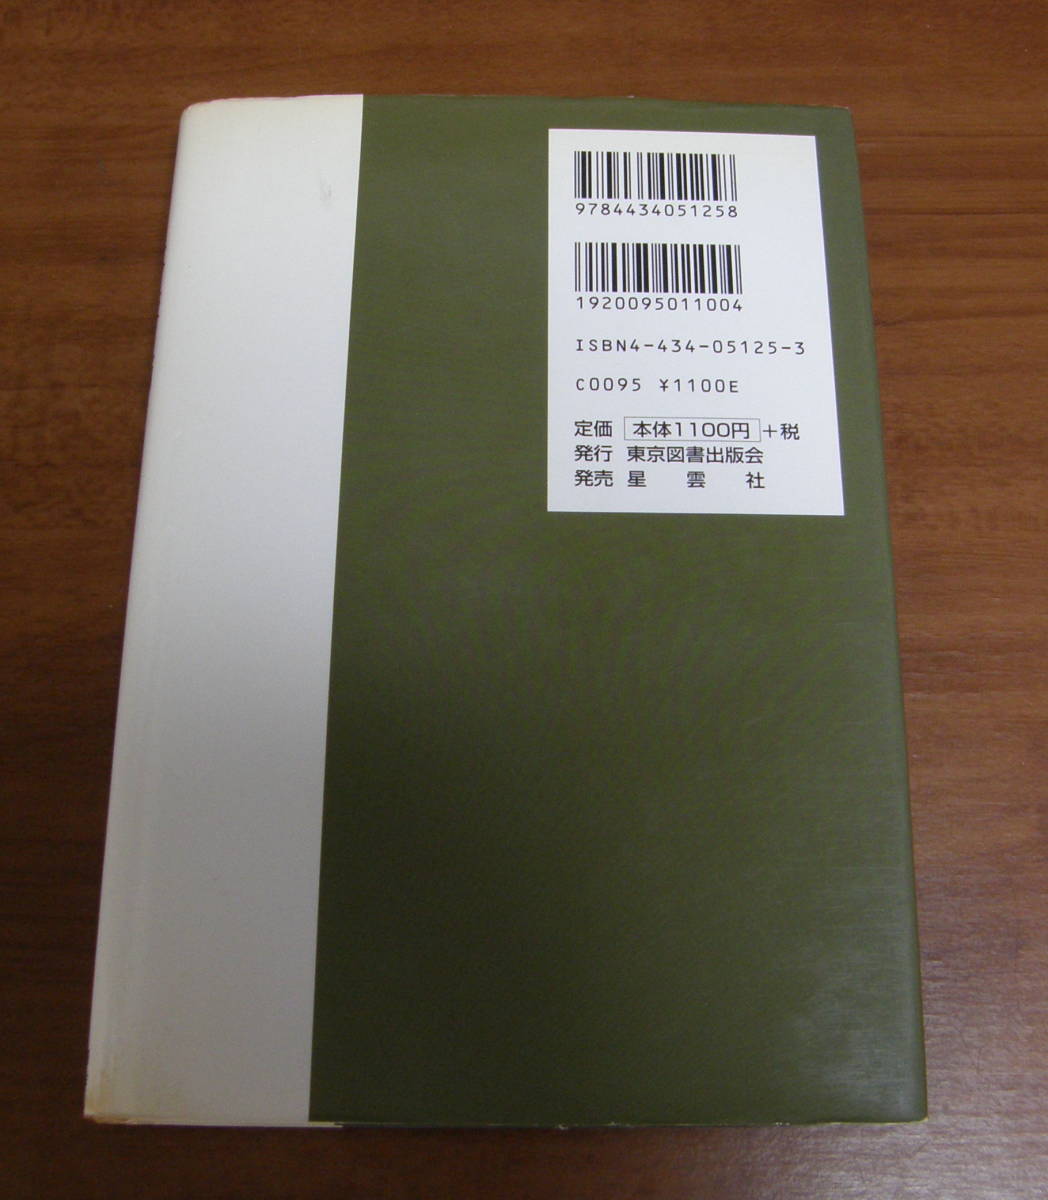 9784434051258
1920095011004
ISBN4-434-05125-3
C0095 ¥1100E
定価 本体1100円 +税
発行 東京図書出版会
発売 星 雲 社